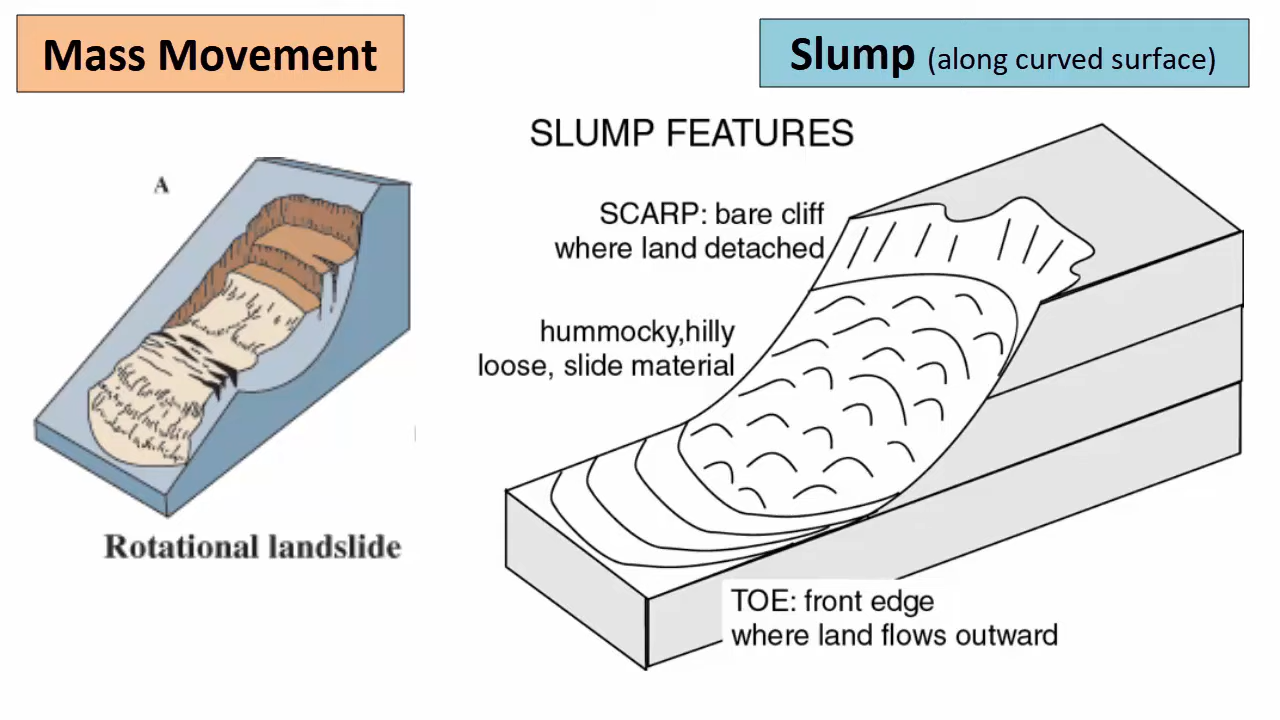 Mass Movement
Slump (along curved surface)
SLUMP FEATURES
A
SCARP: bare cliff
where land detached
hummocky,hilly
loose, slide material
Rotational landslide
TOE: front edge
where land flows outward